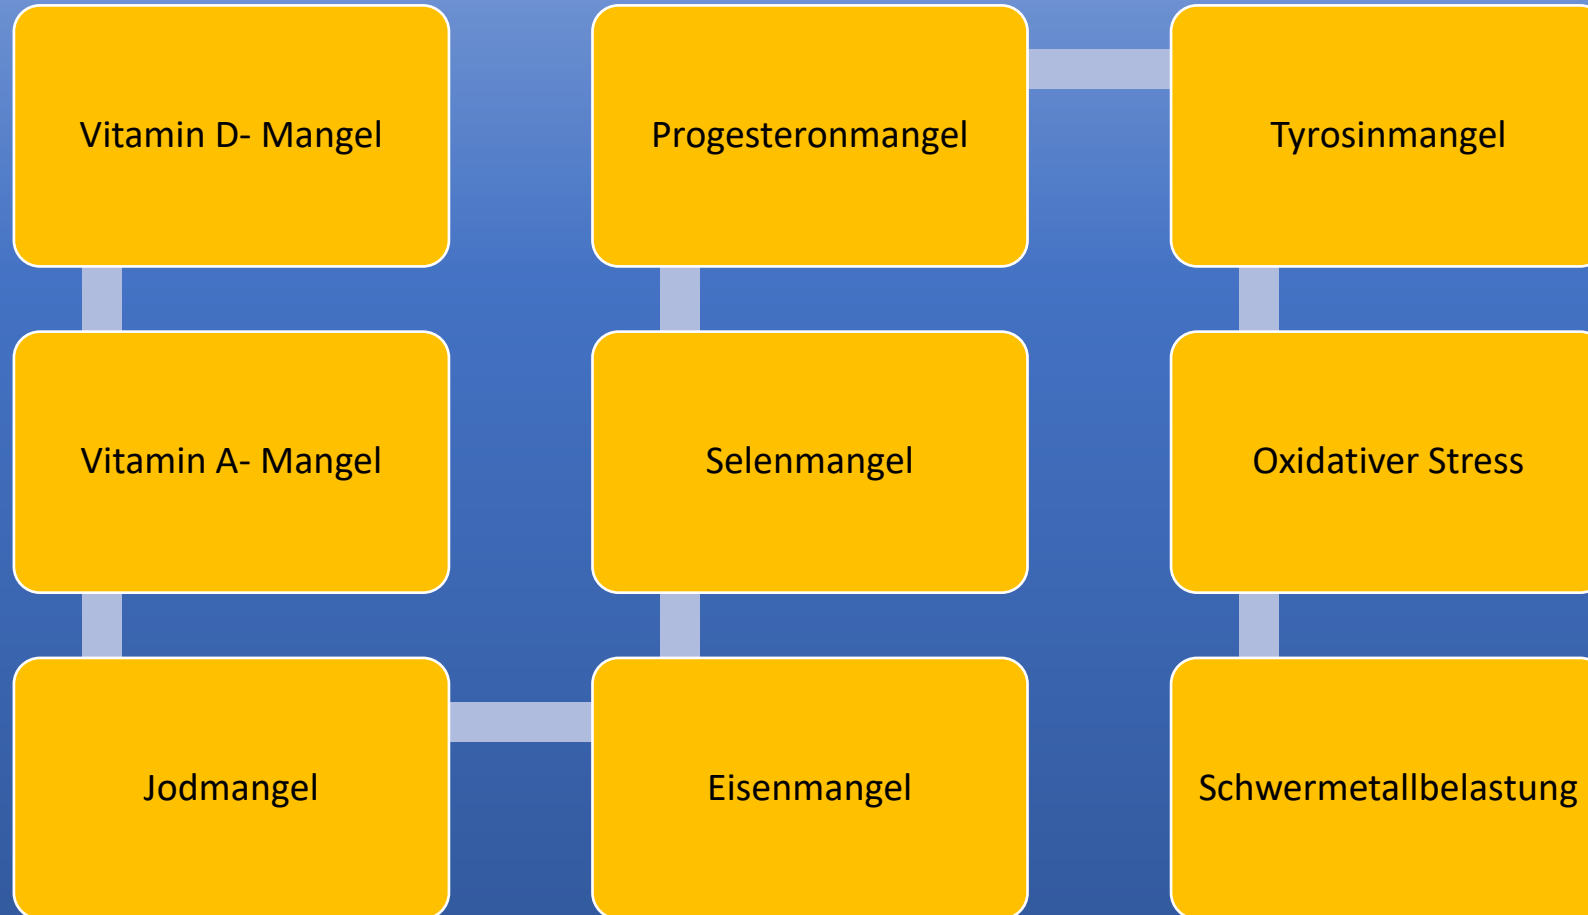 Vitamin D- Mangel
Vitamin A- Mangel
Jodmangel
Eisenmangel
Selenmangel
Progesteronmangel
Tyrosinmangel
Oxidativer Stress
Schwermetallbelastung